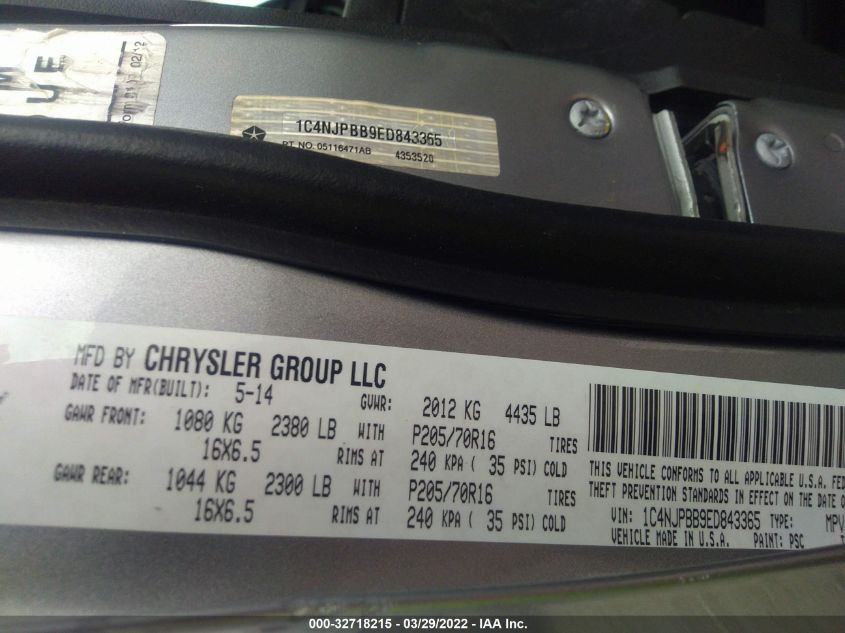 M
UE
02/12
1C4NJPBB9ED843365
PT NO. 05116471AB 4353520
MFD BY CHRYSLER GROUP LLC
DATE OF MFR(BUILT): 5-14 GVWR: 2012 KG 4435 LB
GAWR FRONT: 1080 KG 2380 LB WITH P205/70R16 TIRES
16X6.5 RIMS AT 240 KPA ( 35 PSI) COLD
GAWR REAR: 1044 KG 2300 LB WITH P205/70R16 TIRES
16X6.5 RIMS AT 240 KPA ( 35 PSI) COLD
THIS VEHICLE CONFORMS TO ALL APPLICABLE U.S.A. FED
THEFT PREVENTION STANDARDS IN EFFECT ON THE DATE O
VIN: 1C4NJPBB9ED843365 TYPE: MPV
VEHICLE MADE IN U.S.A. PAINT: PSC
000-32718215 - 03/29/2022 - IAA Inc.